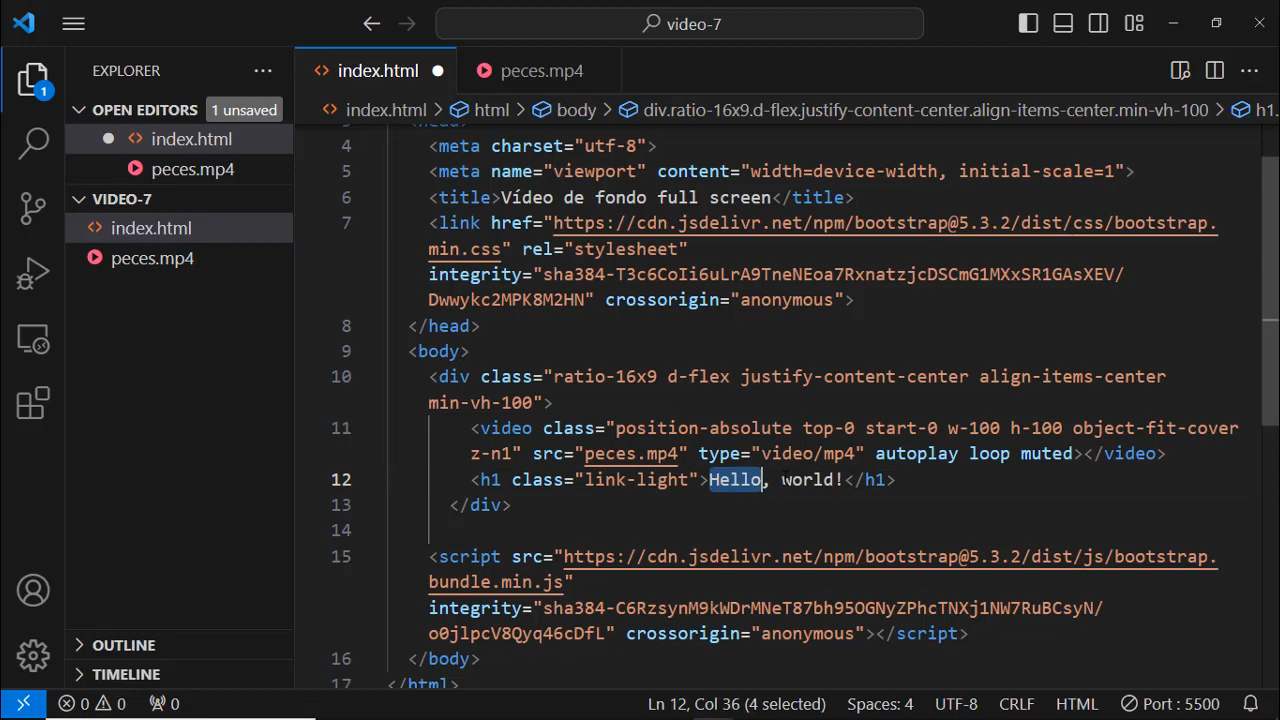 video-7
EXPLORER
index.html
peces.mp4
1
OPEN EDITORS 1 unsaved
index.html > html > body > div.ratio-16x9.d-flex.justify-content-center.align-items-center.min-vh-100 > h1.
index.html
peces.mp4
VIDEO-7
index.html
peces.mp4
3 <head>
4 <meta charset="utf-8">
5 <meta name="viewport" content="width=device-width, initial-scale=1">
6 <title>Vídeo de fondo full screen</title>
7 <link href="https://cdn.jsdelivr.net/npm/bootstrap@5.3.2/dist/css/bootstrap.
min.css" rel="stylesheet"
integrity="sha384-T3c6CoIi6uLrA9TneNEoa7RxnatzjcDSCmG1MXxSR1GAsXEV/
Dwwykc2MPK8M2HN" crossorigin="anonymous">
8 </head>
9 <body>
10 <div class="ratio-16x9 d-flex justify-content-center align-items-center
min-vh-100">
11 <video class="position-absolute top-0 start-0 w-100 h-100 object-fit-cover
z-n1" src="peces.mp4" type="video/mp4" autoplay loop muted></video>
12 <h1 class="link-light">Hello, world!</h1>
13 </div>
14
15 <script src="https://cdn.jsdelivr.net/npm/bootstrap@5.3.2/dist/js/bootstrap.
bundle.min.js"
integrity="sha384-C6RzsynM9kWDrMNeT87bh95OGNyZPhcTNXj1NW7RuBCsyN/
o0jlpcV8Qyq46cDfL" crossorigin="anonymous"></script>
16 </body>
17 </html>
OUTLINE
TIMELINE
0 0 0 Ln 12, Col 36 (4 selected) Spaces: 4 UTF-8 CRLF HTML Port : 5500